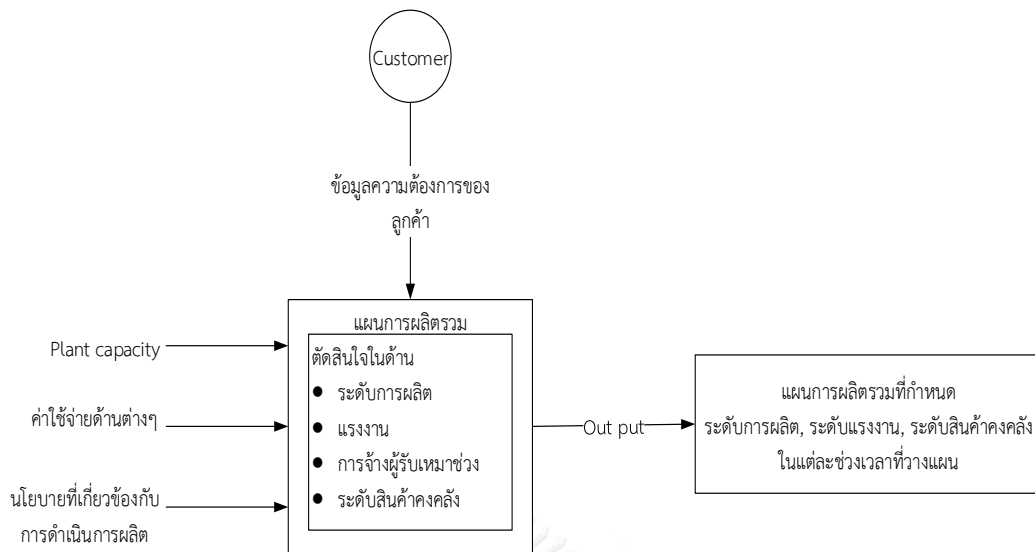 Customer
ข้อมูลความต้องการของ
ลูกค้า
แผนการผลิตรวม
Plant capacity
ค่าใช้จ่ายด้านต่างๆ
นโยบายที่เกี่ยวข้องกับ
การดำเนินการผลิต
ตัดสินใจในด้าน
● ระดับการผลิต
● แรงงาน
● การจ้างผู้รับเหมาช่วง
● ระดับสินค้าคงคลัง
Out put
แผนการผลิตรวมที่กำหนด
ระดับการผลิต, ระดับแรงงาน, ระดับสินค้าคงคลัง
ในแต่ละช่วงเวลาที่วางแผน